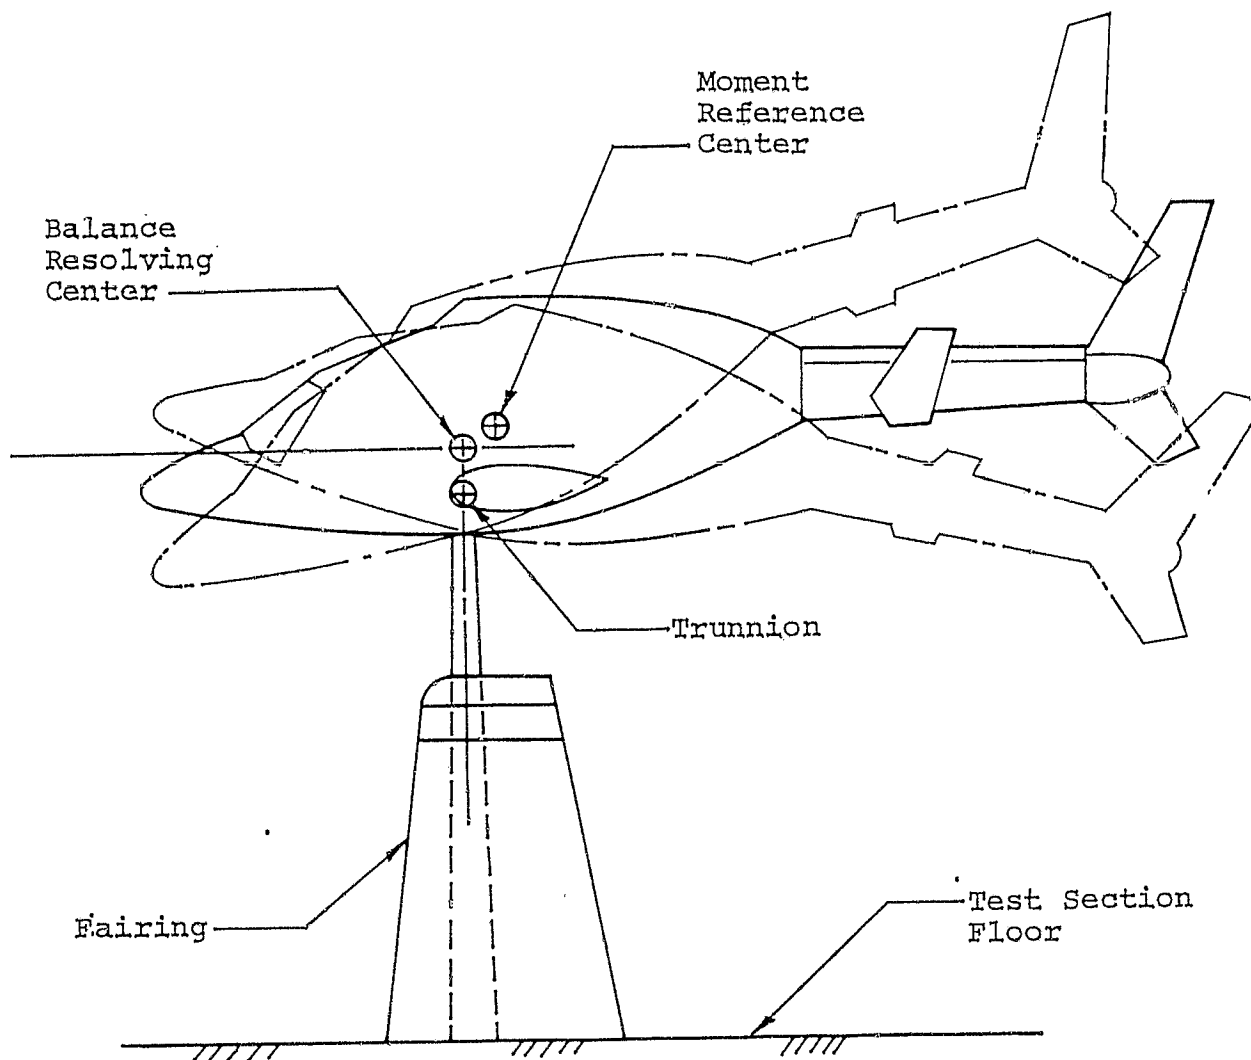 Moment
Reference
Center
Balance
Resolving
Center
Trunnion
Fairing
Test Section
Floor